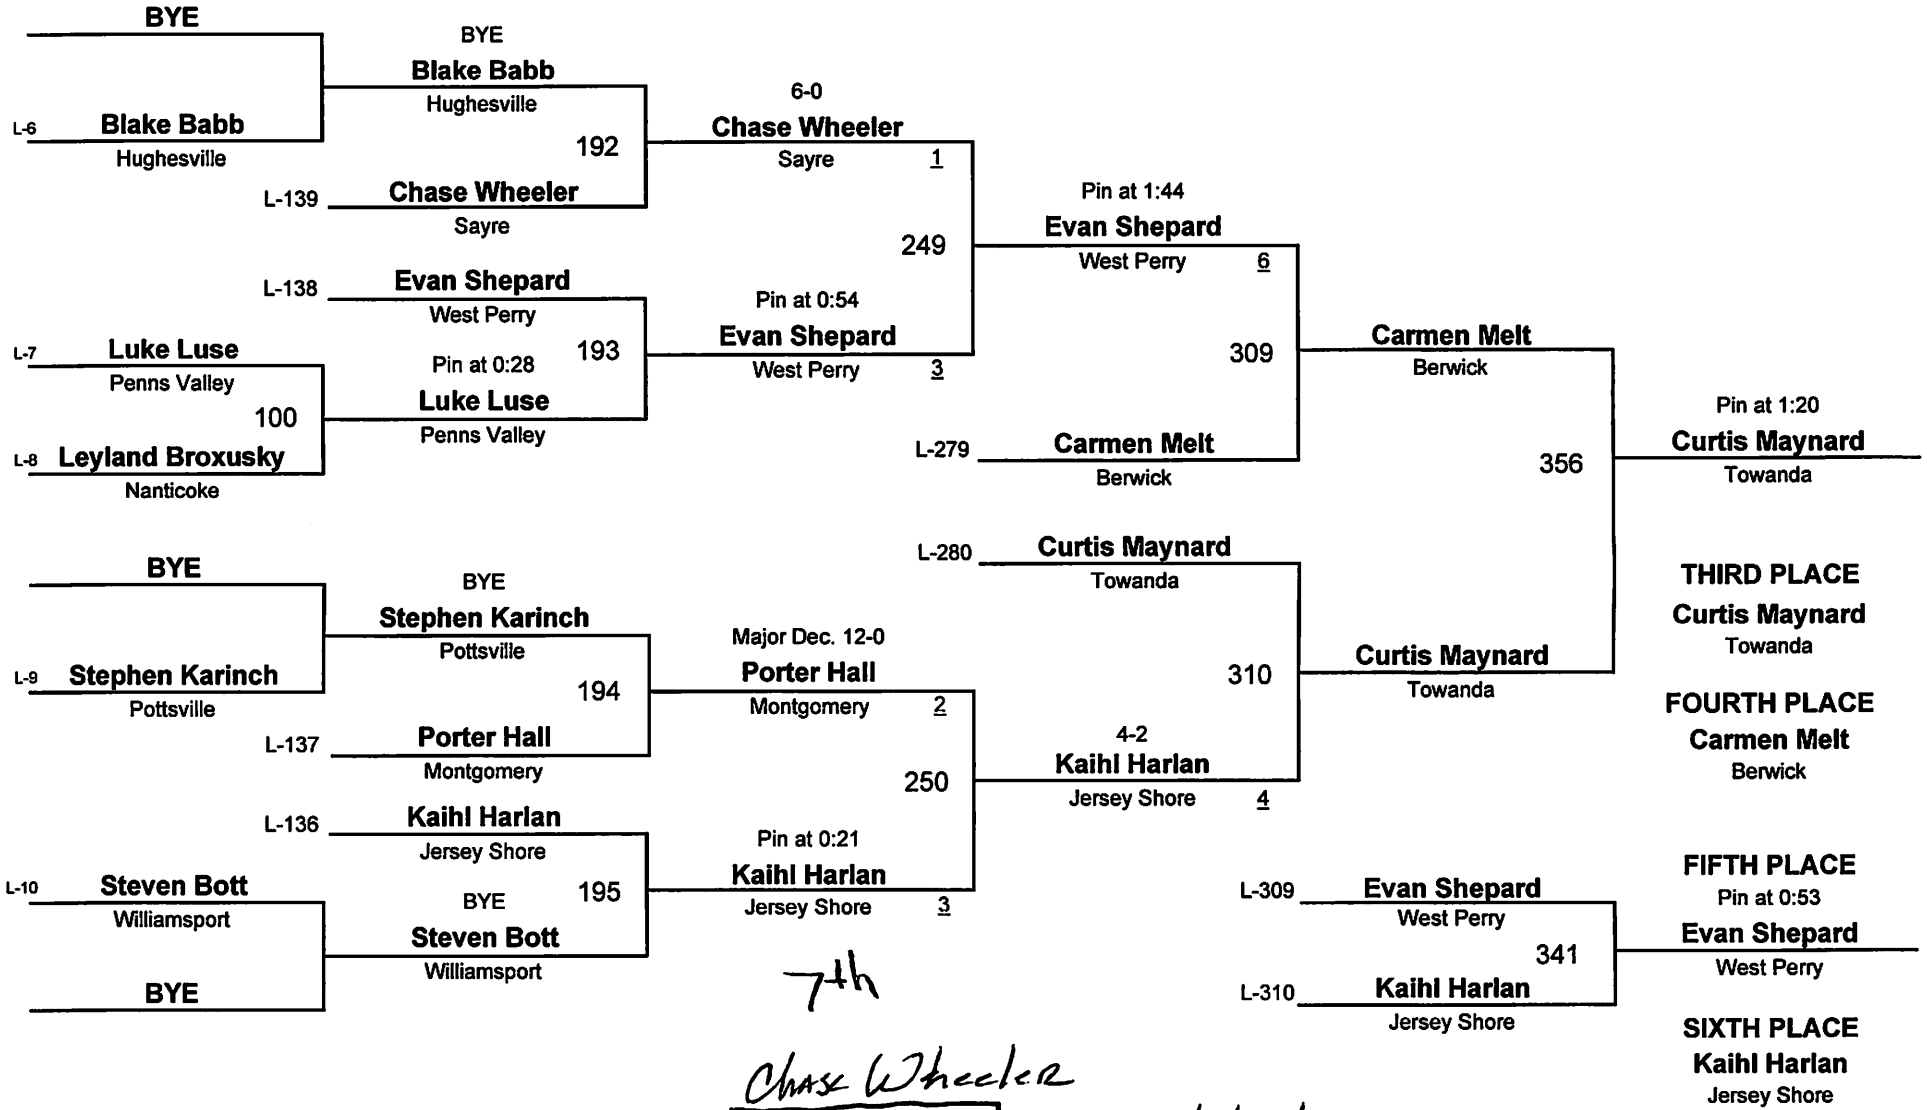 BYE
L-6 Blake Babb
Hughesville
BYE
Blake Babb
Hughesville
192
L-139 Chase Wheeler
Sayre
6-0
Chase Wheeler
Sayre 1
L-138 Evan Shepard
West Perry
193
L-7 Luke Luse
Penns Valley
100
L-8 Leyland Broxusky
Nanticoke
Pin at 0:28
Luke Luse
Penns Valley
Pin at 0:54
Evan Shepard
West Perry 3
249
Pin at 1:44
Evan Shepard
West Perry 6
309
L-279 Carmen Melt
Berwick
Carmen Melt
Berwick
356
Pin at 1:20
Curtis Maynard
Towanda
BYE
L-9 Stephen Karinch
Pottsville
BYE
Stephen Karinch
Pottsville
194
L-137 Porter Hall
Montgomery
Major Dec. 12-0
Porter Hall
Montgomery 2
250
L-136 Kaihl Harlan
Jersey Shore
195
L-10 Steven Bott
Williamsport
BYE
BYE
Steven Bott
Williamsport
Pin at 0:21
Kaihl Harlan
Jersey Shore 3
L-280 Curtis Maynard
Towanda
310
4-2
Kaihl Harlan
Jersey Shore 4
Curtis Maynard
Towanda
THIRD PLACE
Curtis Maynard
Towanda
FOURTH PLACE
Carmen Melt
Berwick
L-309 Evan Shepard
West Perry
341
L-310 Kaihl Harlan
Jersey Shore
FIFTH PLACE
Pin at 0:53
Evan Shepard
West Perry
SIXTH PLACE
Kaihl Harlan
Jersey Shore
7th
Chase Wheeler